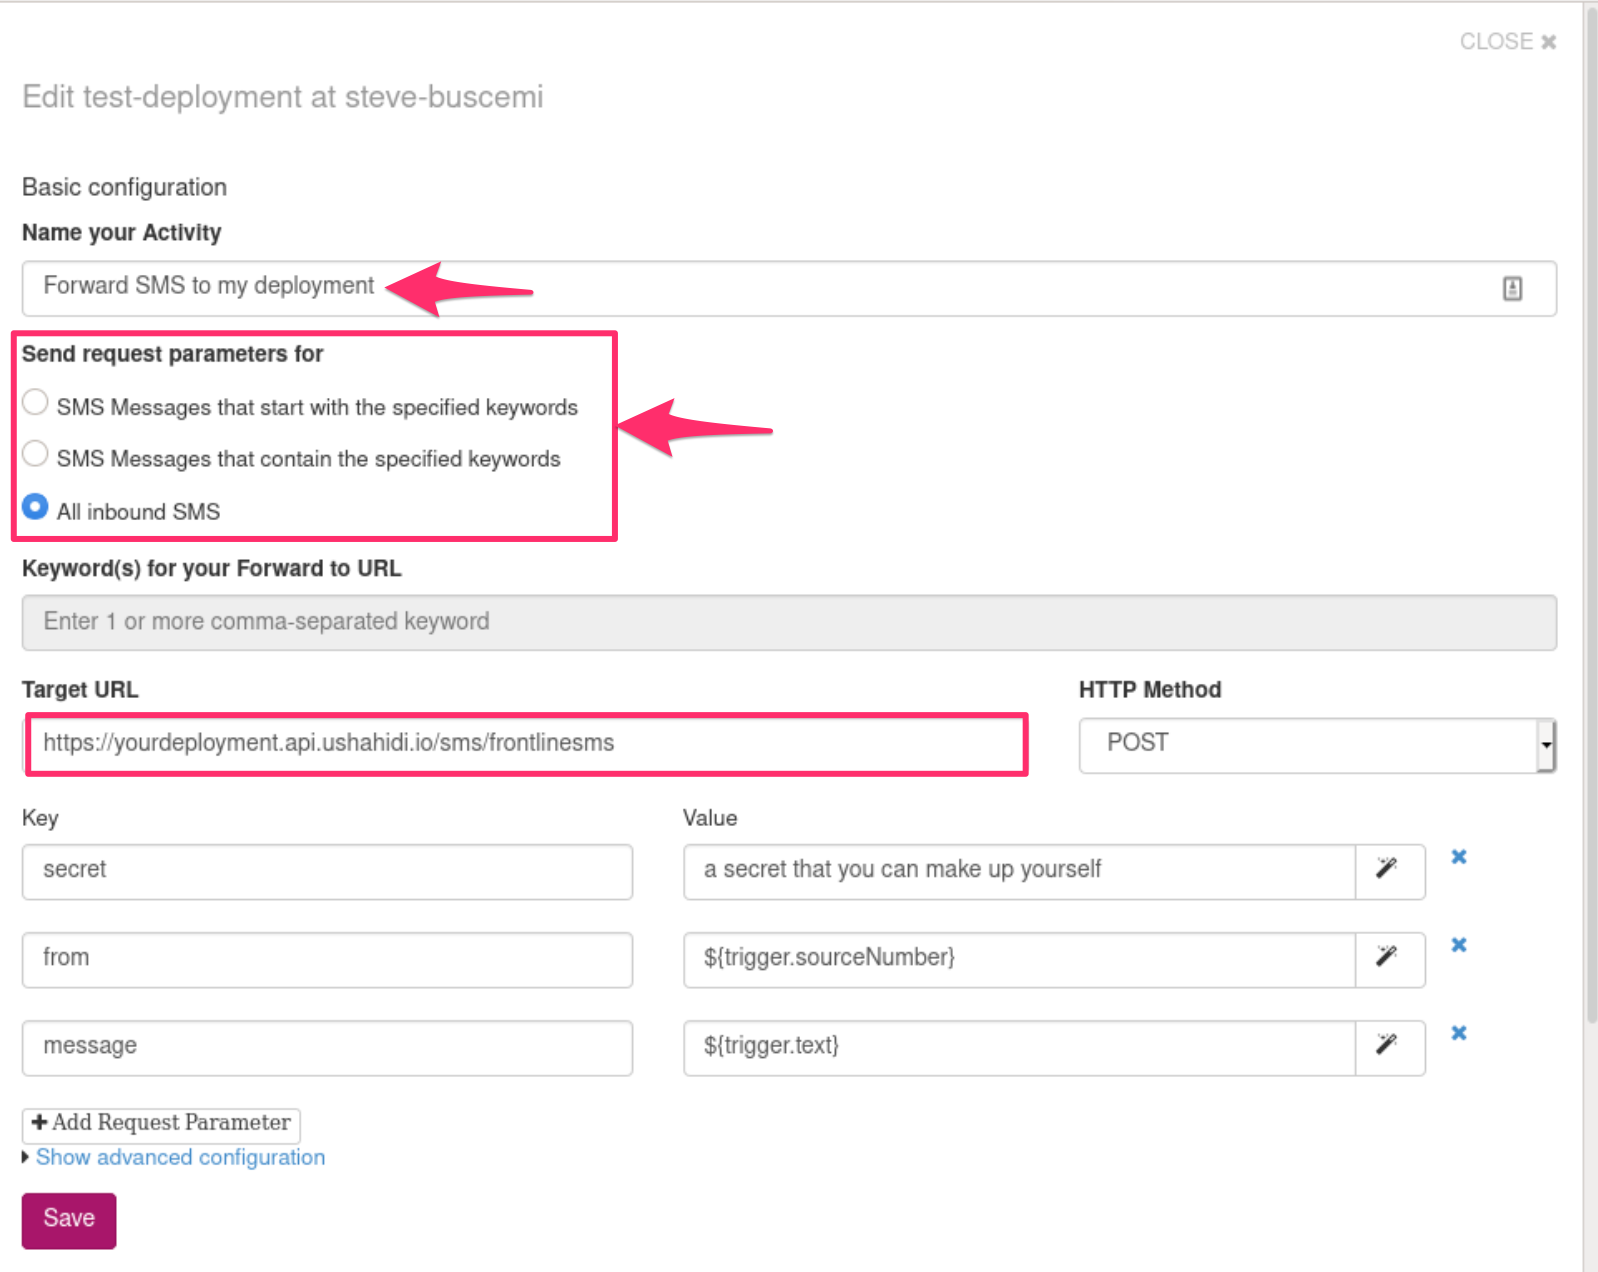 CLOSE ✖
Edit test-deployment at steve-buscemi
Basic configuration
Name your Activity
Forward SMS to my deployment
Send request parameters for
SMS Messages that start with the specified keywords
SMS Messages that contain the specified keywords
All inbound SMS
Keyword(s) for your Forward to URL
Enter 1 or more comma-separated keyword
Target URL
HTTP Method
https://yourdeployment.api.ushahidi.io/sms/frontlinesms
POST
Key
Value
secret
a secret that you can make up yourself
from
${trigger.sourceNumber}
message
${trigger.text}
+ Add Request Parameter
Show advanced configuration
Save